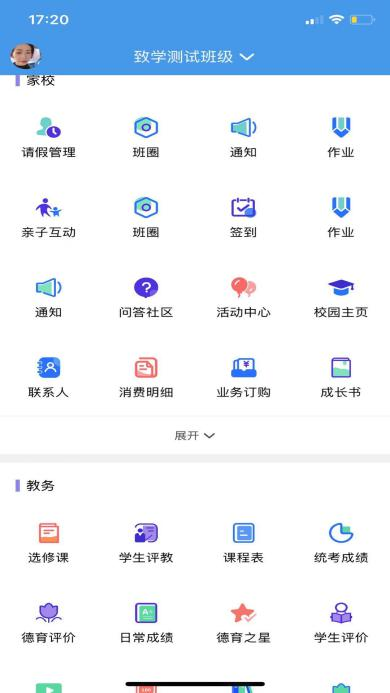 17:20
致学测试班级
家校
请假管理 班圈 通知 作业
亲子互动 班圈 签到 作业
通知 问答社区 活动中心 校园主页
联系人 消费明细 业务订购 成长书
展开
教务
选修课 学生评教 课程表 统考成绩
A+
德育评价 日常成绩 德育之星 学生评价
100